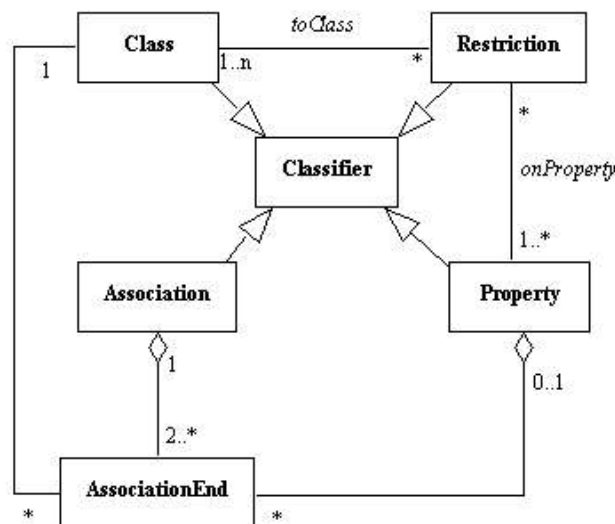 toClass
Class
Restriction
1
1..n
*
*
Classifier
onProperty
1..*
Association
Property
1
0..1
2..*
AssociationEnd
*
*